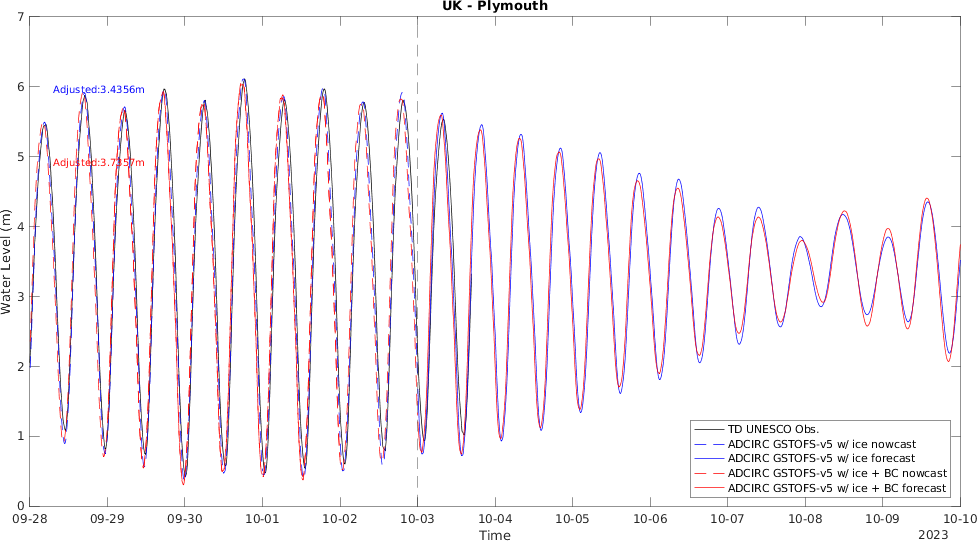 UK - Plymouth
7
6
5
4
3
2
1
0
Water Level (m)
Adjusted:3.4356m
Adjusted:3.7357m
TD UNESCO Obs.
ADCIRC GSTOFS-v5 w/ ice nowcast
ADCIRC GSTOFS-v5 w/ ice forecast
ADCIRC GSTOFS-v5 w/ ice + BC nowcast
ADCIRC GSTOFS-v5 w/ ice + BC forecast
09-28 09-29 09-30 10-01 10-02 10-03 10-04 10-05 10-06 10-07 10-08 10-09 10-10
Time
2023